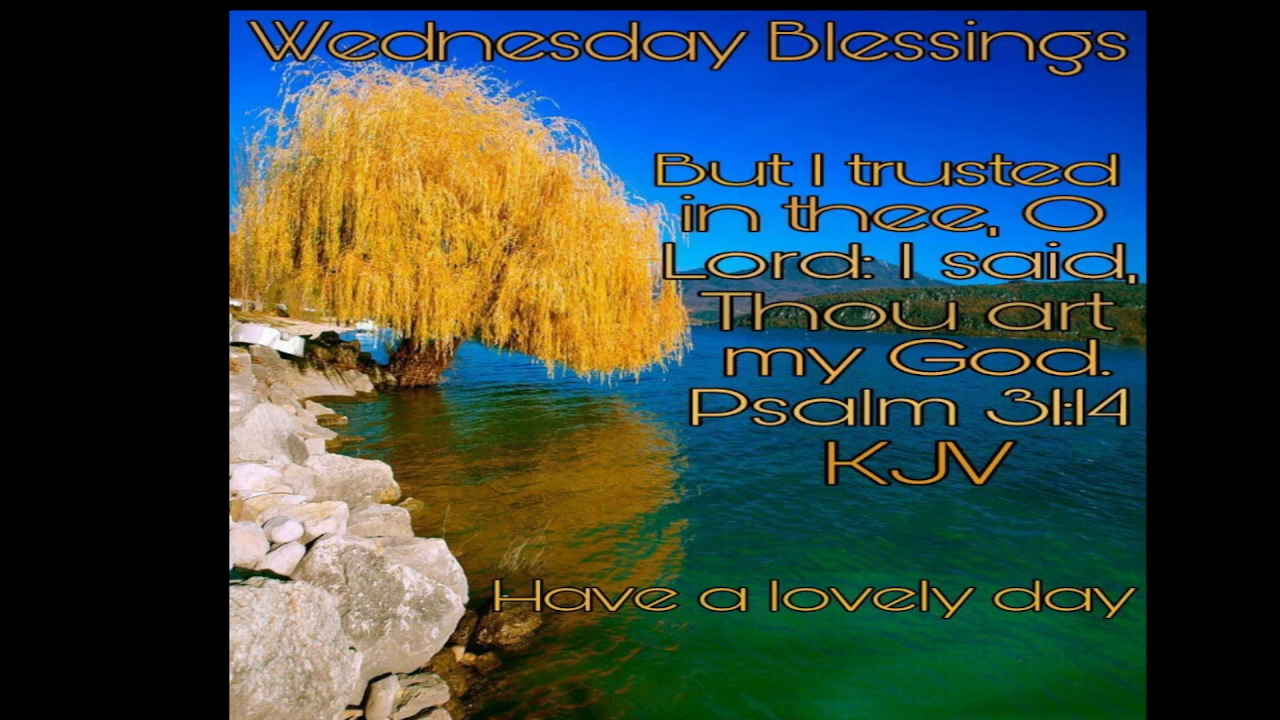 Wednesday Blessings
But I trusted
in thee, O
Lord: I said,
Thou art
my God.
Psalm 31:14
KJV
Have a lovely day